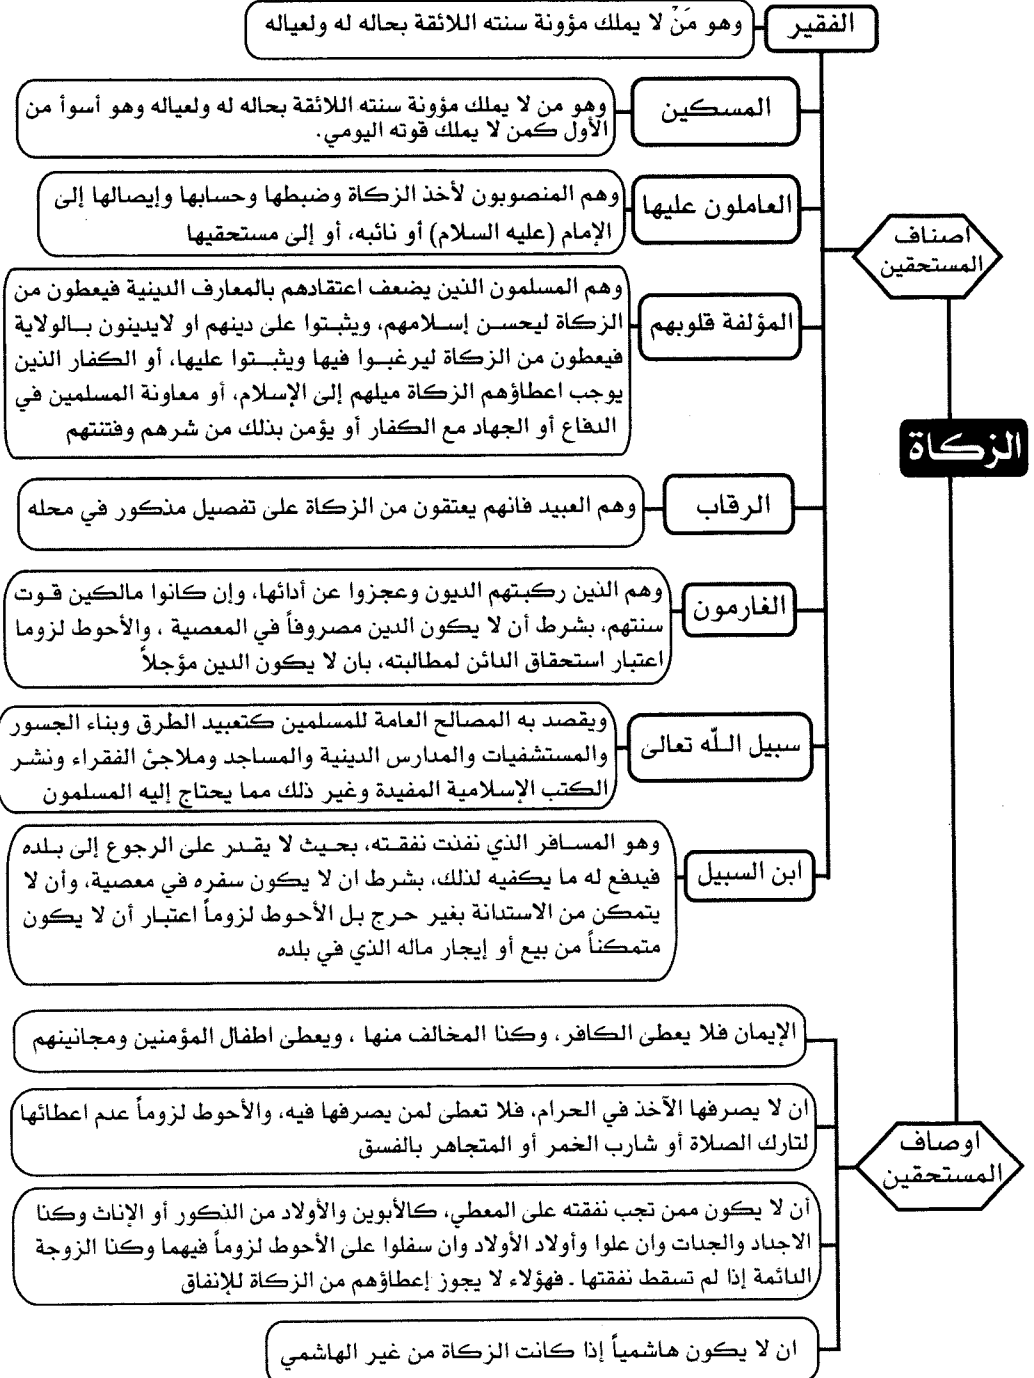 الزكاة
اصناف
المستحقين
الفقير
وهو مَنْ لا يملك مؤونة سنته اللائقة بحاله له ولعياله
المسكين
وهو من لا يملك مؤونة سنته اللائقة بحاله له ولعياله وهو أسوأ من
الأول كمن لا يملك قوته اليومي.
العاملون عليها
وهم المنصوبون لأخذ الزكاة وضبطها وحسابها وإيصالها إلى
الإمام (عليه السلام) أو نائبه، أو إلى مستحقيها
المؤلفة قلوبهم
وهم المسلمون الذين يضعف اعتقادهم بالمعارف الدينية فيعطون من
الزكاة ليحسن إسلامهم، ويثبتوا على دينهم او لايدينون بالولاية
فيعطون من الزكاة ليرغبوا فيها ويثبتوا عليها، أو الكفار الذين
يوجب اعطاؤهم الزكاة ميلهم إلى الإسلام، أو معاونة المسلمين في
الدفاع أو الجهاد مع الكفار أو يؤمن بذلك من شرهم وفتنتهم
الرقاب
وهم العبيد فانهم يعتقون من الزكاة على تفصيل مذكور في محله
الغارمون
وهم الذين ركبتهم الديون وعجزوا عن أدائها، وإن كانوا مالكين قوت
سنتهم، بشرط أن لا يكون الدين مصروفاً في المعصية ، والأحوط لزوما
اعتبار استحقاق الدائن لمطالبته، بان لا يكون الدين مؤجلاً
سبيل اللّه تعالى
ويقصد به المصالح العامة للمسلمين كتعبيد الطرق وبناء الجسور
والمستشفيات والمدارس الدينية والمساجد وملاجئ الفقراء ونشر
الكتب الإسلامية المفيدة وغير ذلك مما يحتاج إليه المسلمون
ابن السبيل
وهو المسافر الذي نفذت نفقته، بحيث لا يقدر على الرجوع إلى بلده
فيدفع له ما يكفيه لذلك، بشرط ان لا يكون سفره في معصية، وأن لا
يتمكن من الاستدانة بغير حرج بل الأحوط لزوماً اعتبار أن لا يكون
متمكناً من بيع أو إيجار ماله الذي في بلده
اوصاف
المستحقين
الإيمان فلا يعطى الكافر، وكذا المخالف منها ، ويعطى اطفال المؤمنين ومجانينهم
ان لا يصرفها الآخذ في الحرام، فلا تعطى لمن يصرفها فيه، والأحوط لزوماً عدم اعطائها
لتارك الصلاة أو شارب الخمر أو المتجاهر بالفسق
أن لا يكون ممن تجب نفقته على المعطي، كالأبوين والأولاد من الذكور أو الإناث وكذا
الاجداد والجدات وان علوا وأولاد الأولاد وان سفلوا على الأحوط لزوماً فيهما وكذا الزوجة
الدائمة إذا لم تسقط نفقتها . فهؤلاء لا يجوز إعطاؤهم من الزكاة للإنفاق
ان لا يكون هاشمياً إذا كانت الزكاة من غير الهاشمي